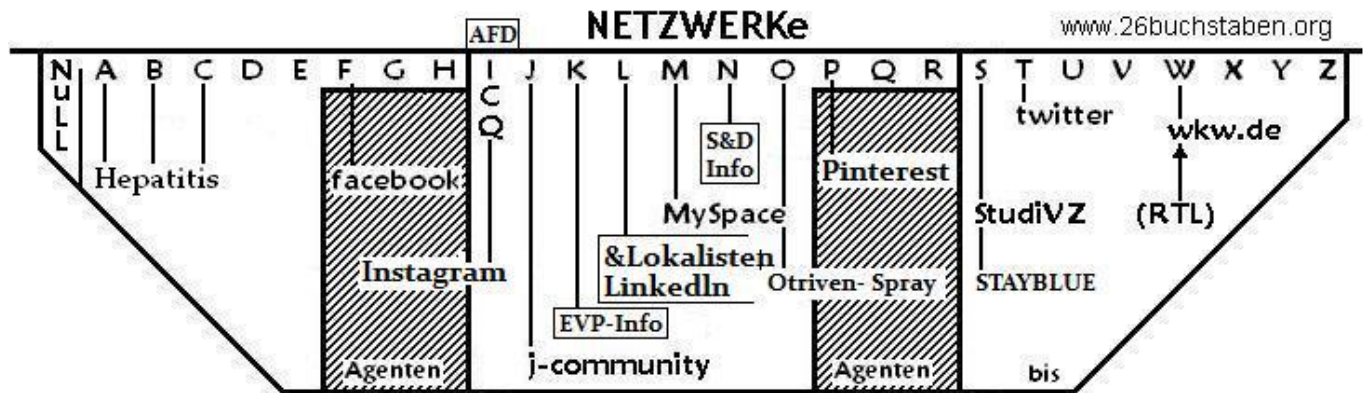 AFD
NETZWERKe
www.26buchstaben.org
NuLL A B C D E F G H I J K L M N O P Q R S T U V W X Y Z
CQ
twitter
wkw.de
S&D
Info
Hepatitis
facebook
Pinterest
MySpace
StudiVZ
(RTL)
&Lokalisten
Instagram
LinkedIn
Otriven- Spray
STAYBLUE
EVP-Info
j-community
Agenten
Agenten
bis